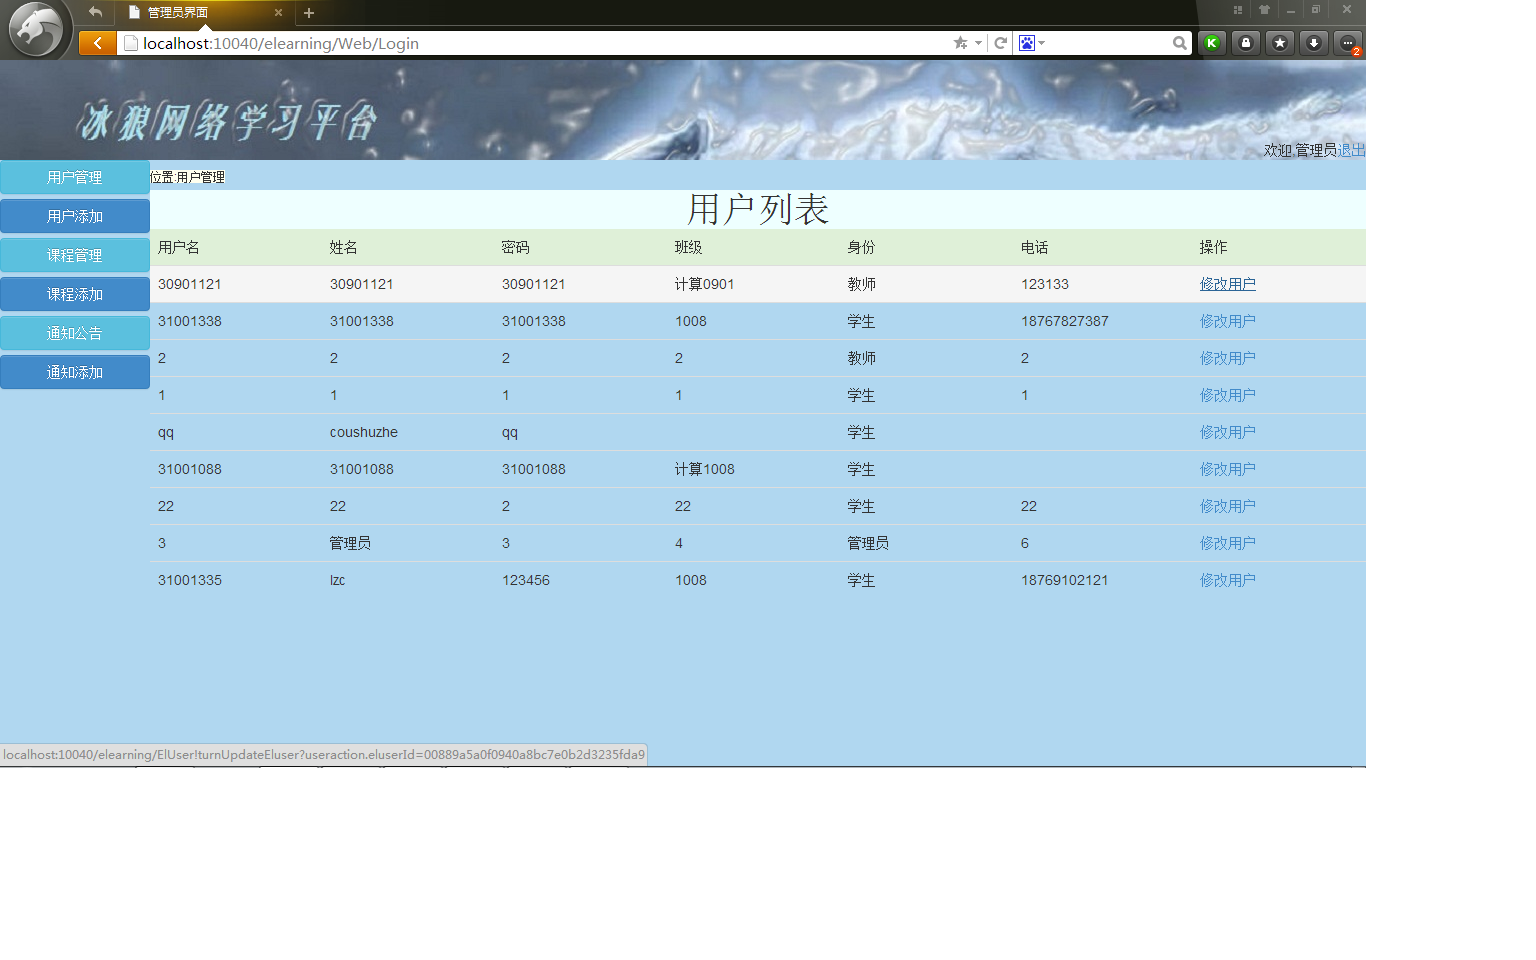 管理员界面
localhost:10040/elearning/Web/Login
2
冰狼网络学习平台
欢迎,管理员退出
用户管理
用户添加
课程管理
课程添加
通知公告
通知添加
位置:用户管理
用户列表
用户名 姓名 密码 班级 身份 电话 操作
30901121 30901121 30901121 计算0901 教师 123133 修改用户
31001338 31001338 31001338 1008 学生 18767827387 修改用户
2 2 2 2 教师 2 修改用户
1 1 1 1 学生 1 修改用户
qq coushuzhe qq 学生 修改用户
31001088 31001088 31001088 计算1008 学生 修改用户
22 22 2 22 学生 22 修改用户
3 管理员 3 4 管理员 6 修改用户
31001335 lzc 123456 1008 学生 18769102121 修改用户
localhost:10040/elearning/ElUser!turnUpdateEluser?useraction.eluserId=00889a5a0f0940a8bc7e0b2d3235fda9